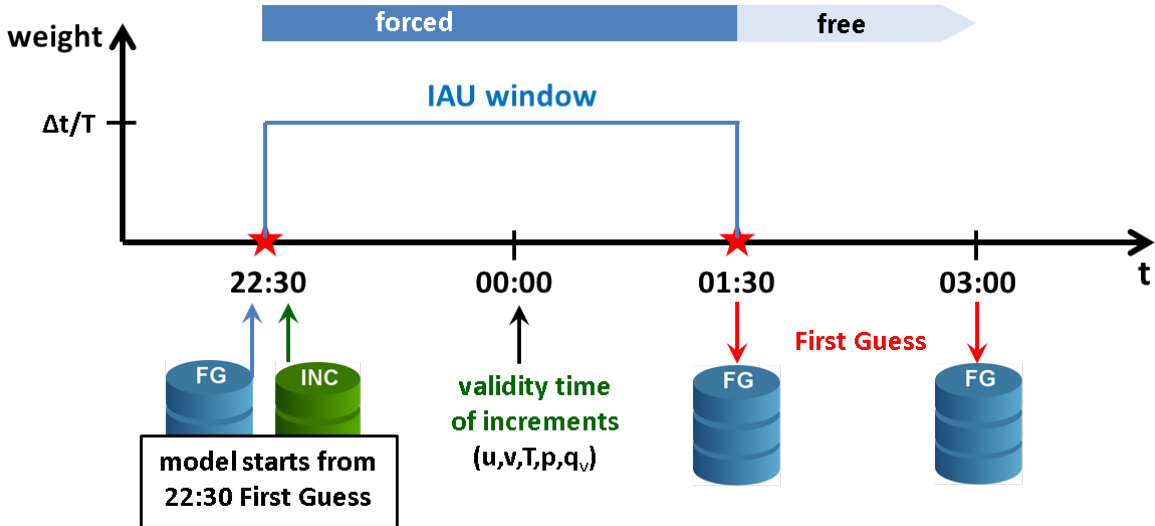 forced
free
weight
IAU window
Δt/T
t
22:30
00:00
01:30
03:00
First Guess
FG
INC
FG
FG
validity time
of increments
(u,v,T,p,qᵥ)
model starts from
22:30 First Guess